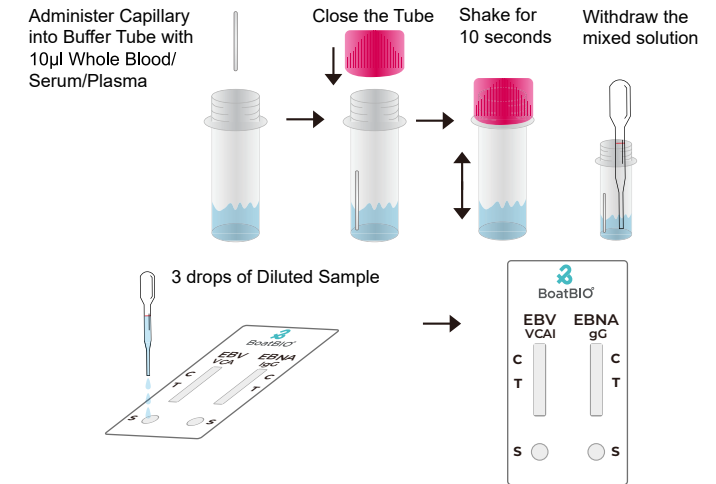 Administer Capillary
into Buffer Tube with
10µl Whole Blood/
Serum/Plasma
Close the Tube
Shake for
10 seconds
Withdraw the
mixed solution
3 drops of Diluted Sample
BoatBIO
EBV EBNA
VCA IgG
C C
T T
S S
BoatBIO
EBV EBNA
VCAI gG
C C
T T
S S